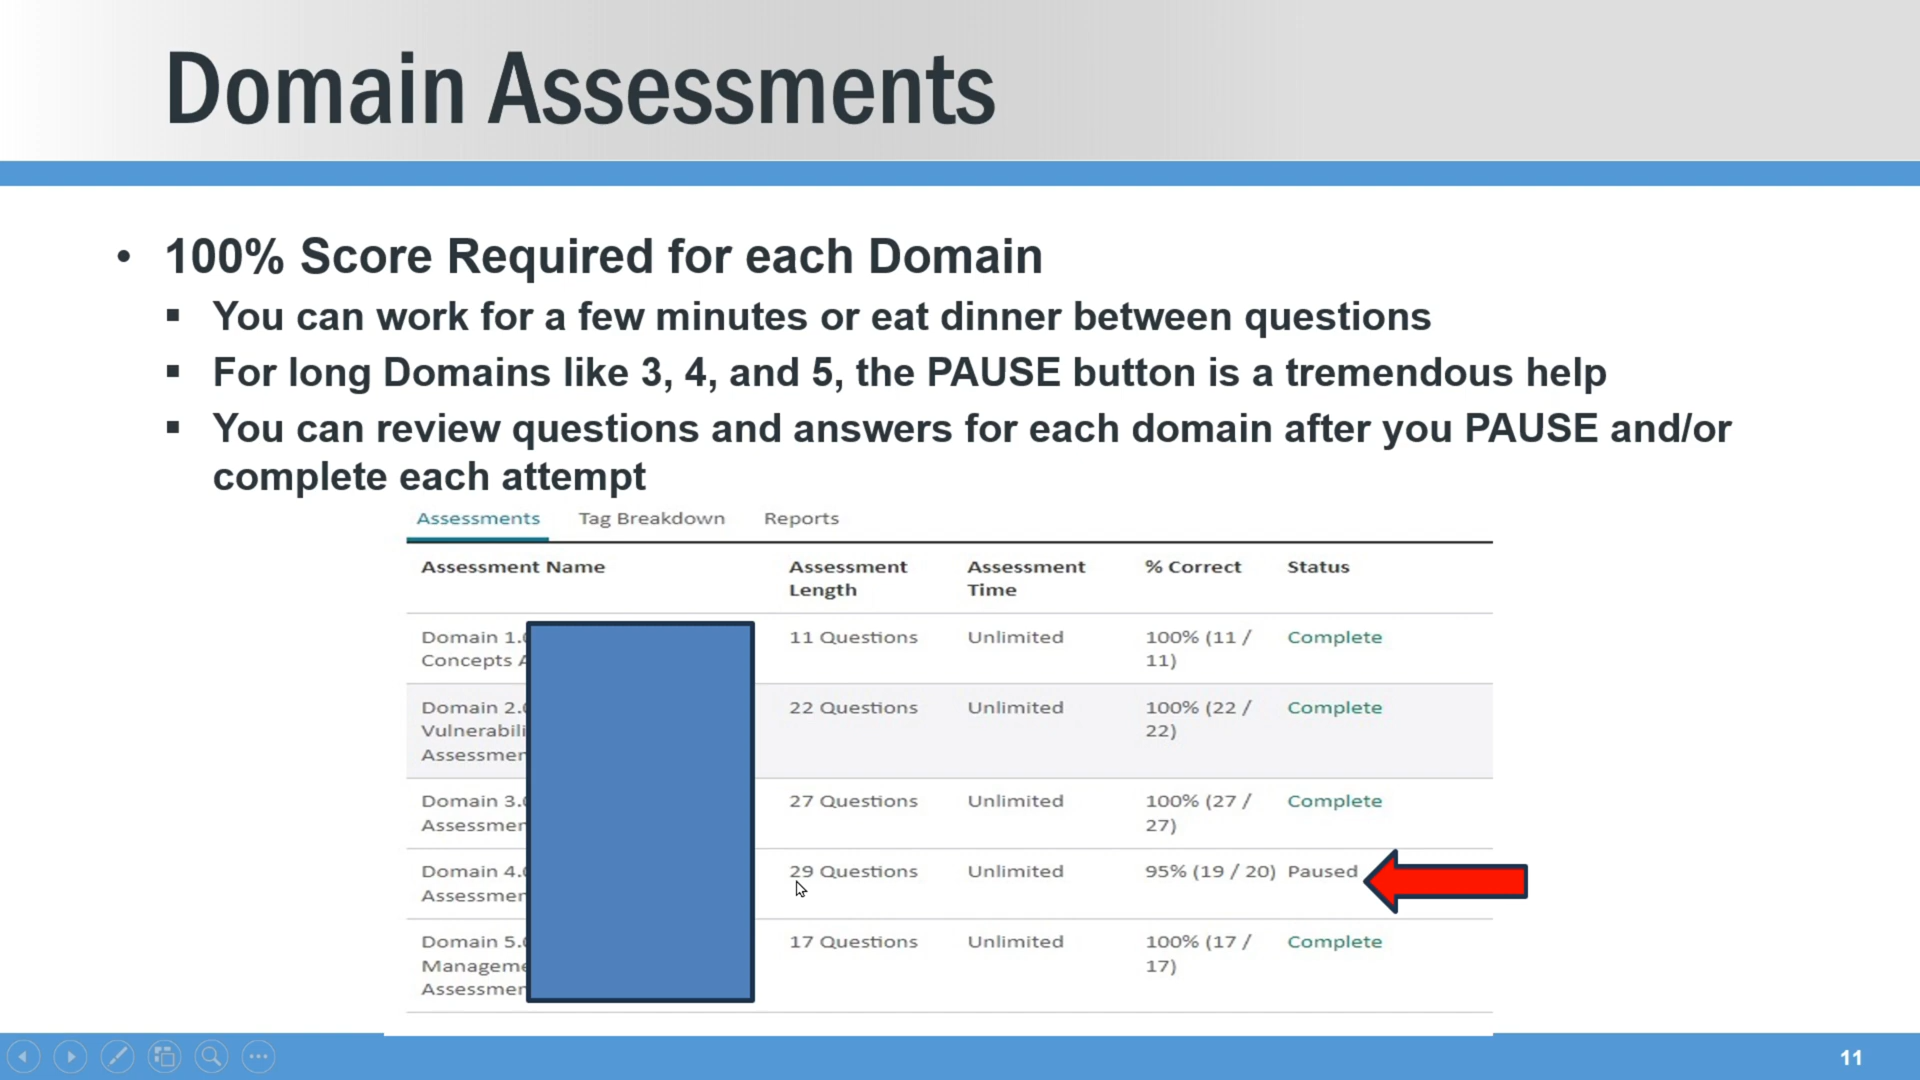 Domain Assessments
• 100% Score Required for each Domain
▪ You can work for a few minutes or eat dinner between questions
▪ For long Domains like 3, 4, and 5, the PAUSE button is a tremendous help
▪ You can review questions and answers for each domain after you PAUSE and/or
complete each attempt
Assessments Tag Breakdown Reports
Assessment Name Assessment Assessment % Correct Status
Length Time
Domain 1. 11 Questions Unlimited 100% (11 / Complete
Concepts 11)
Domain 2. 22 Questions Unlimited 100% (22 / Complete
Vulnerabili 22)
Assessmen
Domain 3. 27 Questions Unlimited 100% (27 / Complete
Assessmen 27)
Domain 4. 29 Questions Unlimited 95% (19 / 20) Paused
Assessmen
Domain 5. 17 Questions Unlimited 100% (17 / Complete
Manageme 17)
Assessmen
11